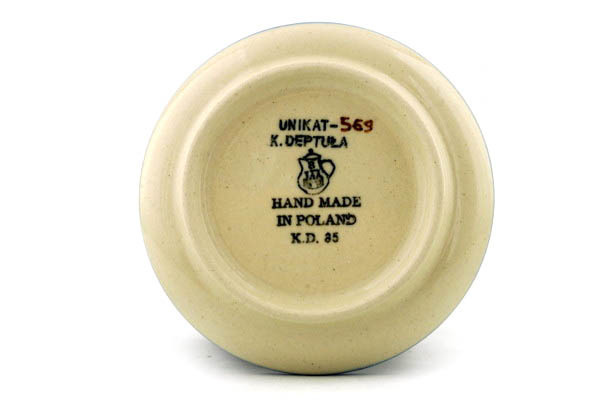 UNIKAT-569
K. DEPTUŁA
HAND MADE
IN POLAND
K.D. 85